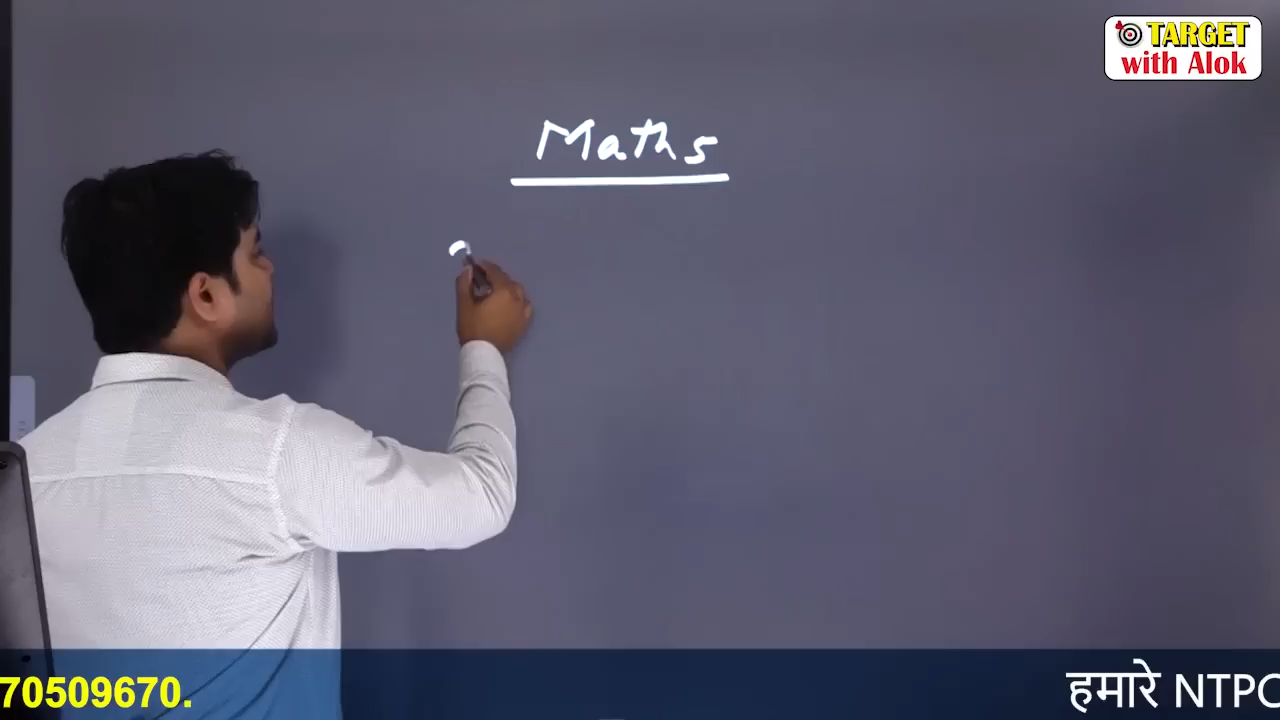 TARGET
with Alok
Maths
70509670.
हमारे NTPC